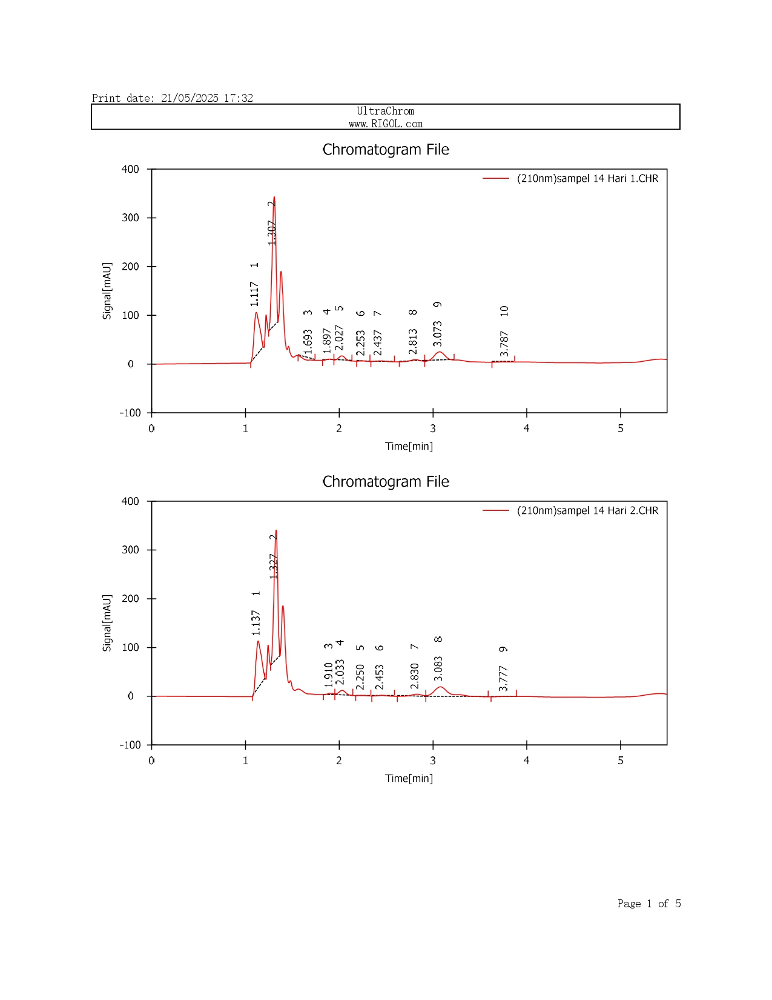 Print date: 21/05/2025 17:32
UltraChrom
www.RIGOL.com
Chromatogram File
(210nm)sampel 14 Hari 1.CHR
400
300
200
100
0
-100
Signal[mAU]
1.117 1
1.307 2
1.693 3
1.897 4
2.027 5
2.253 6
2.437 7
2.813 8
3.073 9
3.787 10
0 1 2 3 4 5
Time[min]
Chromatogram File
(210nm)sampel 14 Hari 2.CHR
400
300
200
100
0
-100
Signal[mAU]
1.137 1
1.327 2
1.910 3
2.033 4
2.250 5
2.453 6
2.830 7
3.083 8
3.777 9
0 1 2 3 4 5
Time[min]
Page 1 of 5